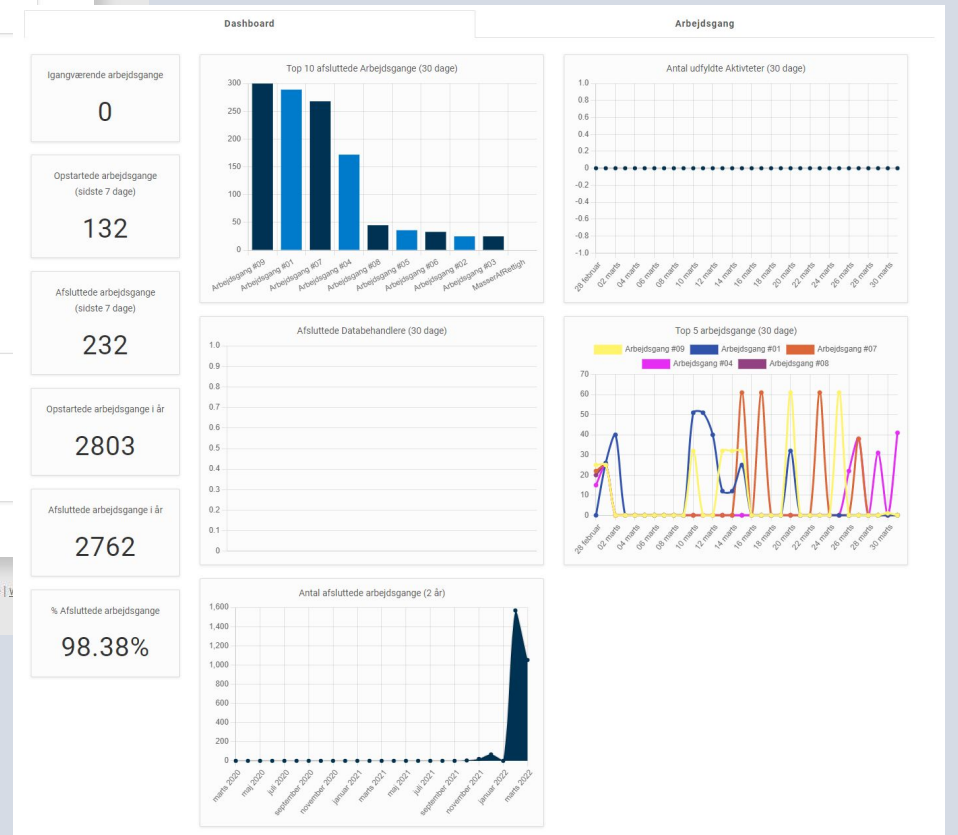 Dashboard
Arbejdsgang
Igangværende arbejdsgange
0
Opstartede arbejdsgange
(sidste 7 dage)
132
Afsluttede arbejdsgange
(sidste 7 dage)
232
Opstartede arbejdsgange i år
2803
Afsluttede arbejdsgange i år
2762
% Afsluttede arbejdsgange
98.38%
Top 10 afsluttede Arbejdsgange (30 dage)
300
250
200
150
100
50
0
Arbejdsgang #09
Arbejdsgang #01
Arbejdsgang #07
Arbejdsgang #04
Arbejdsgang #08
Arbejdsgang #05
Arbejdsgang #06
Arbejdsgang #02
Arbejdsgang #03
MasserAfRettigh
Antal udfyldte Aktivteter (30 dage)
1.0
0.8
0.6
0.4
0.2
0
-0.2
-0.4
-0.6
-0.8
-1.0
28 februar
02 marts
04 marts
06 marts
08 marts
10 marts
12 marts
14 marts
16 marts
18 marts
20 marts
22 marts
24 marts
26 marts
28 marts
30 marts
Afsluttede Databehandlere (30 dage)
1.0
0.9
0.8
0.7
0.6
0.5
0.4
0.3
0.2
0.1
0
Top 5 arbejdsgange (30 dage)
Arbejdsgang #09 Arbejdsgang #01 Arbejdsgang #07
Arbejdsgang #04 Arbejdsgang #08
70
60
50
40
30
20
10
0
28 februar
02 marts
04 marts
06 marts
08 marts
10 marts
12 marts
14 marts
16 marts
18 marts
20 marts
22 marts
24 marts
26 marts
28 marts
30 marts
Antal afsluttede arbejdsgange (2 år)
1,600
1,400
1,200
1,000
800
600
400
200
0
marts 2020
maj 2020
juli 2020
september 2020
november 2020
januar 2021
marts 2021
maj 2021
juli 2021
september 2021
november 2021
januar 2022
marts 2022